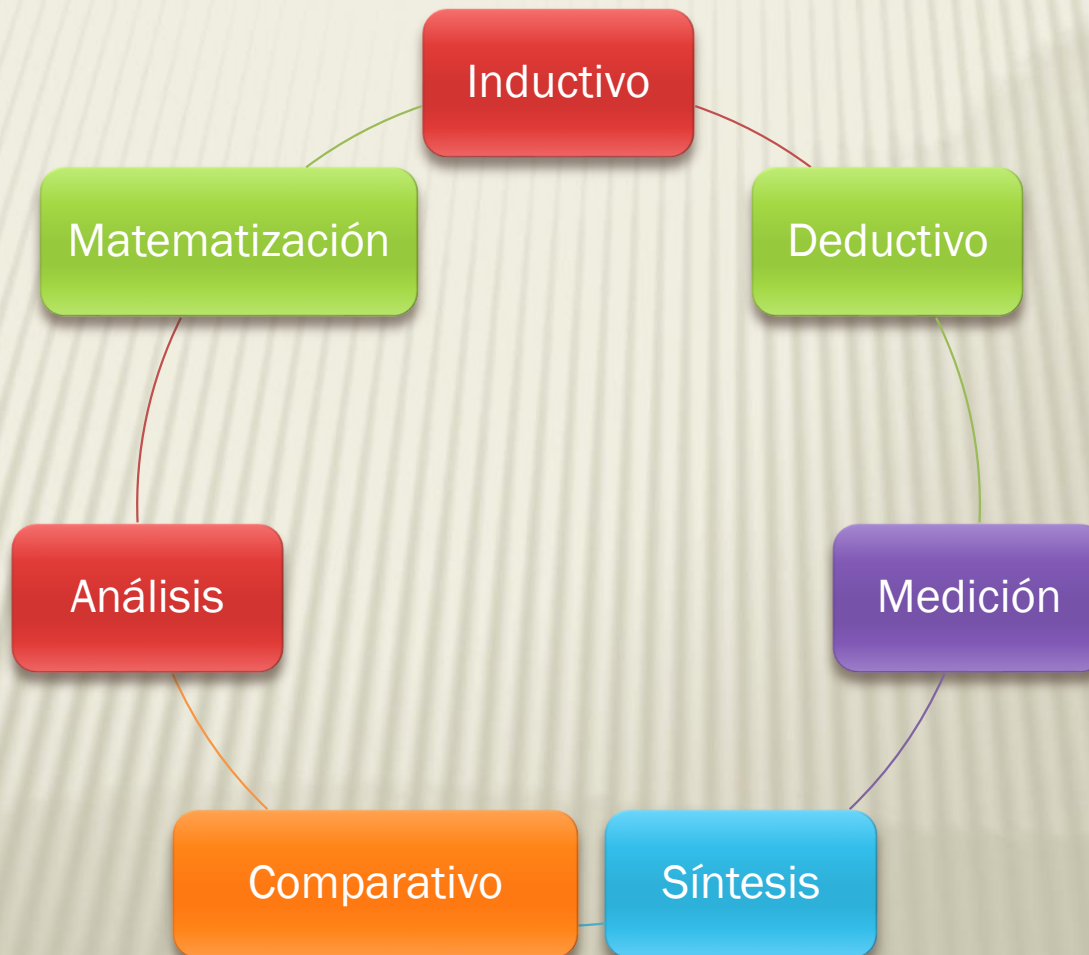 Inductivo
Matematización
Deductivo
Análisis
Medición
Comparativo
Síntesis